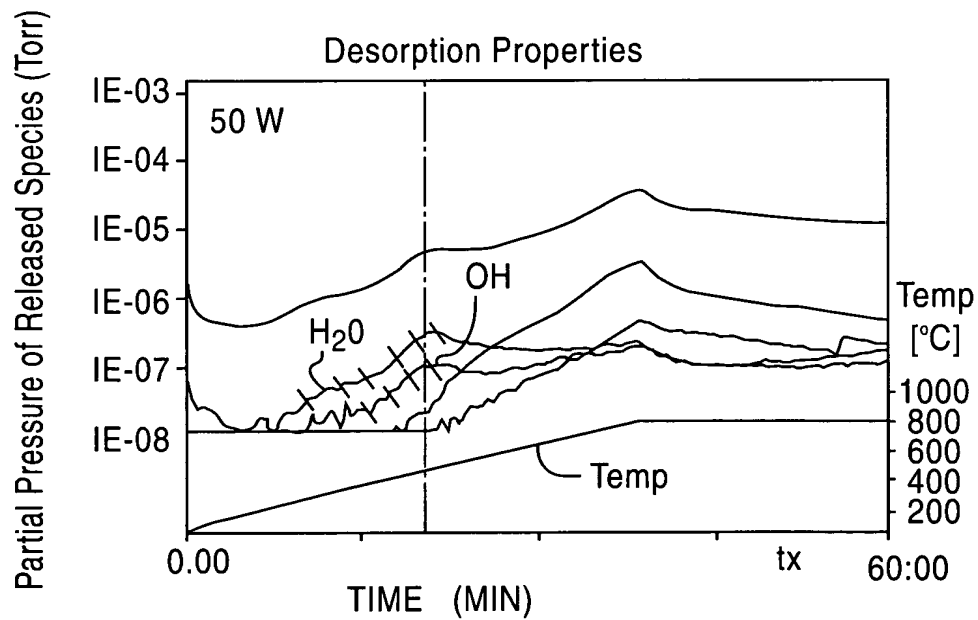 Desorption Properties
Partial Pressure of Released Species (Torr)
IE-03
IE-04
IE-05
IE-06
IE-07
IE-08
50 W
H20
OH
Temp
Temp
[°C]
1000
800
600
400
200
0.00
tx
60:00
TIME (MIN)